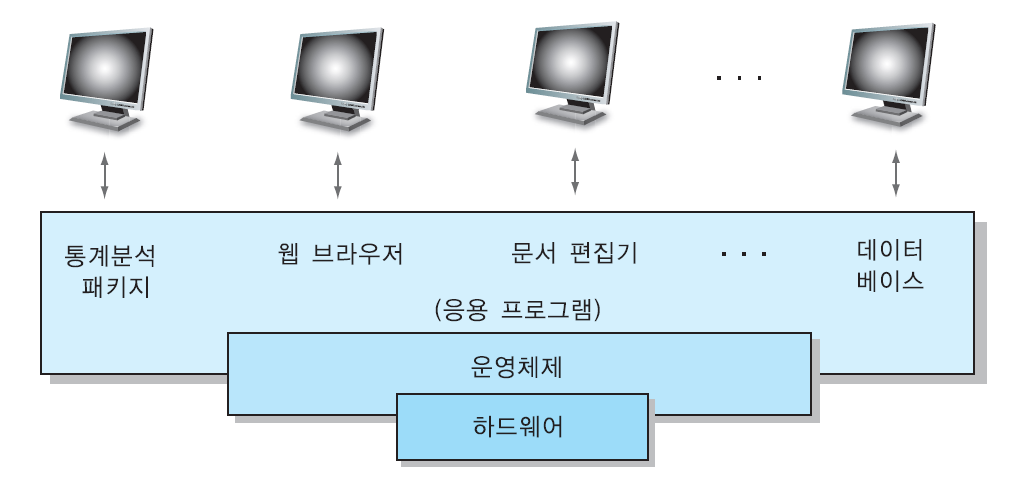 . . .
통계분석
패키지
웹 브라우저
문서 편집기
. . .
데이터
베이스
(응용 프로그램)
운영체제
하드웨어